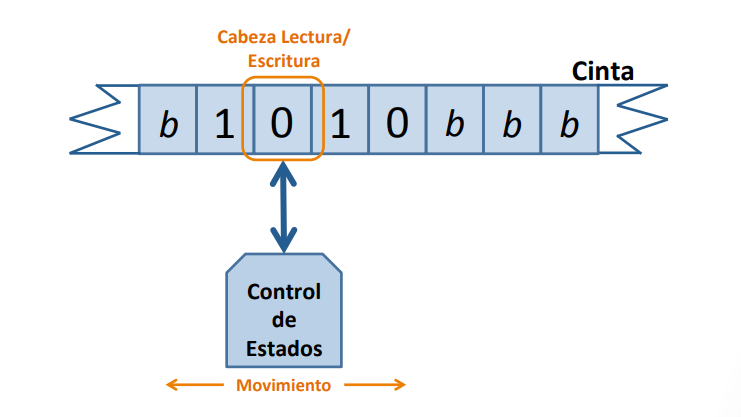 Cabeza Lectura/
Escritura
Cinta
b 1 0 1 0 b b b
Control
de
Estados
Movimiento